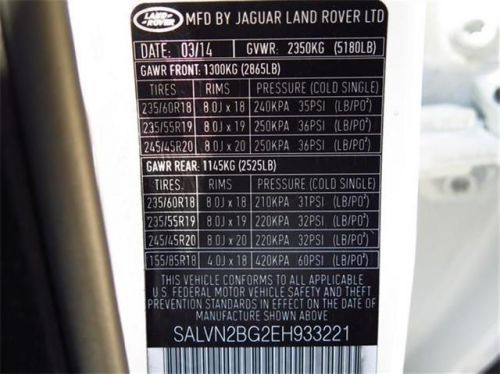 LAND ROVER MFD BY JAGUAR LAND ROVER LTD
DATE: 03/14 GVWR: 2350KG (5180LB)
GAWR FRONT: 1300KG (2865LB)
TIRES RIMS PRESSURE (COLD SINGLE)
235/60R18 8.0J x 18 240KPA 35PSI (LB/PO²)
235/55R19 8.0J x 19 250KPA 36PSI (LB/PO²)
245/45R20 8.0J x 20 250KPA 36PSI (LB/PO²)
GAWR REAR: 1145KG (2525LB)
TIRES RIMS PRESSURE (COLD SINGLE)
235/60R18 8.0J x 18 210KPA 31PSI (LB/PO²)
235/55R19 8.0J x 19 220KPA 32PSI (LB/PO²)
245/45R20 8.0J x 20 220KPA 32PSI (LB/PO²)
155/85R18 4.0J x 18 420KPA 60PSI (LB/PO²)
THIS VEHICLE CONFORMS TO ALL APPLICABLE
U.S. FEDERAL MOTOR VEHICLE SAFETY AND THEFT
PREVENTION STANDARDS IN EFFECT ON THE DATE
OF MANUFACTURE SHOWN ABOVE
SALVN2BG2EH933221